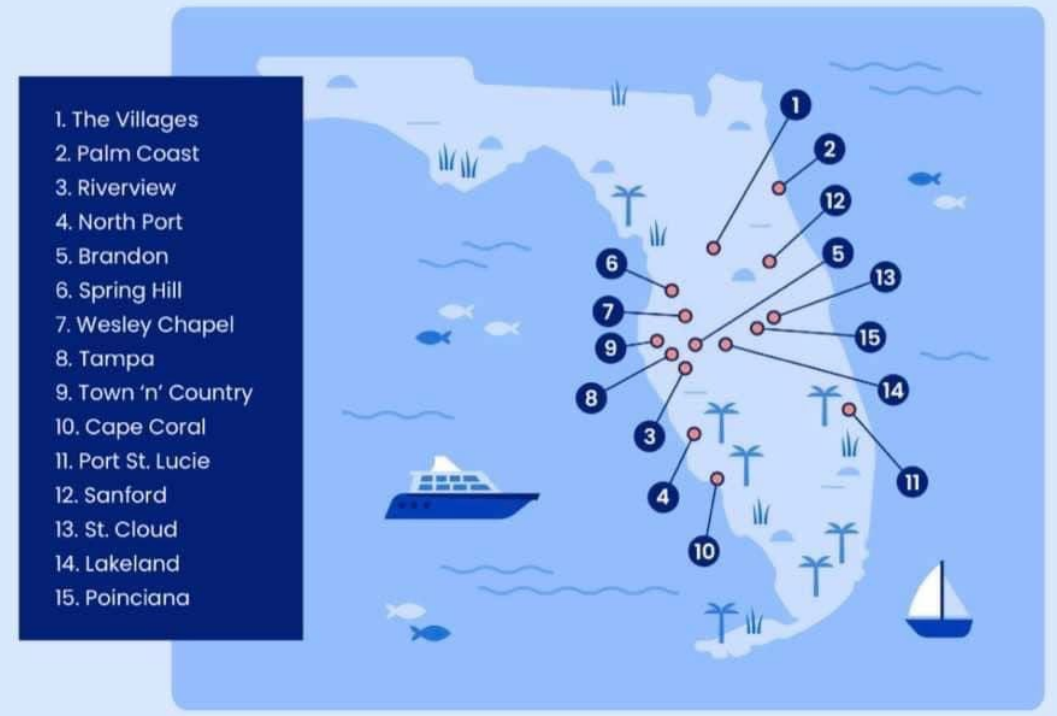 1. The Villages
2. Palm Coast
3. Riverview
4. North Port
5. Brandon
6. Spring Hill
7. Wesley Chapel
8. Tampa
9. Town ‘n’ Country
10. Cape Coral
11. Port St. Lucie
12. Sanford
13. St. Cloud
14. Lakeland
15. Poinciana
1
2
12
5
6
13
7
15
9
14
8
3
11
4
10